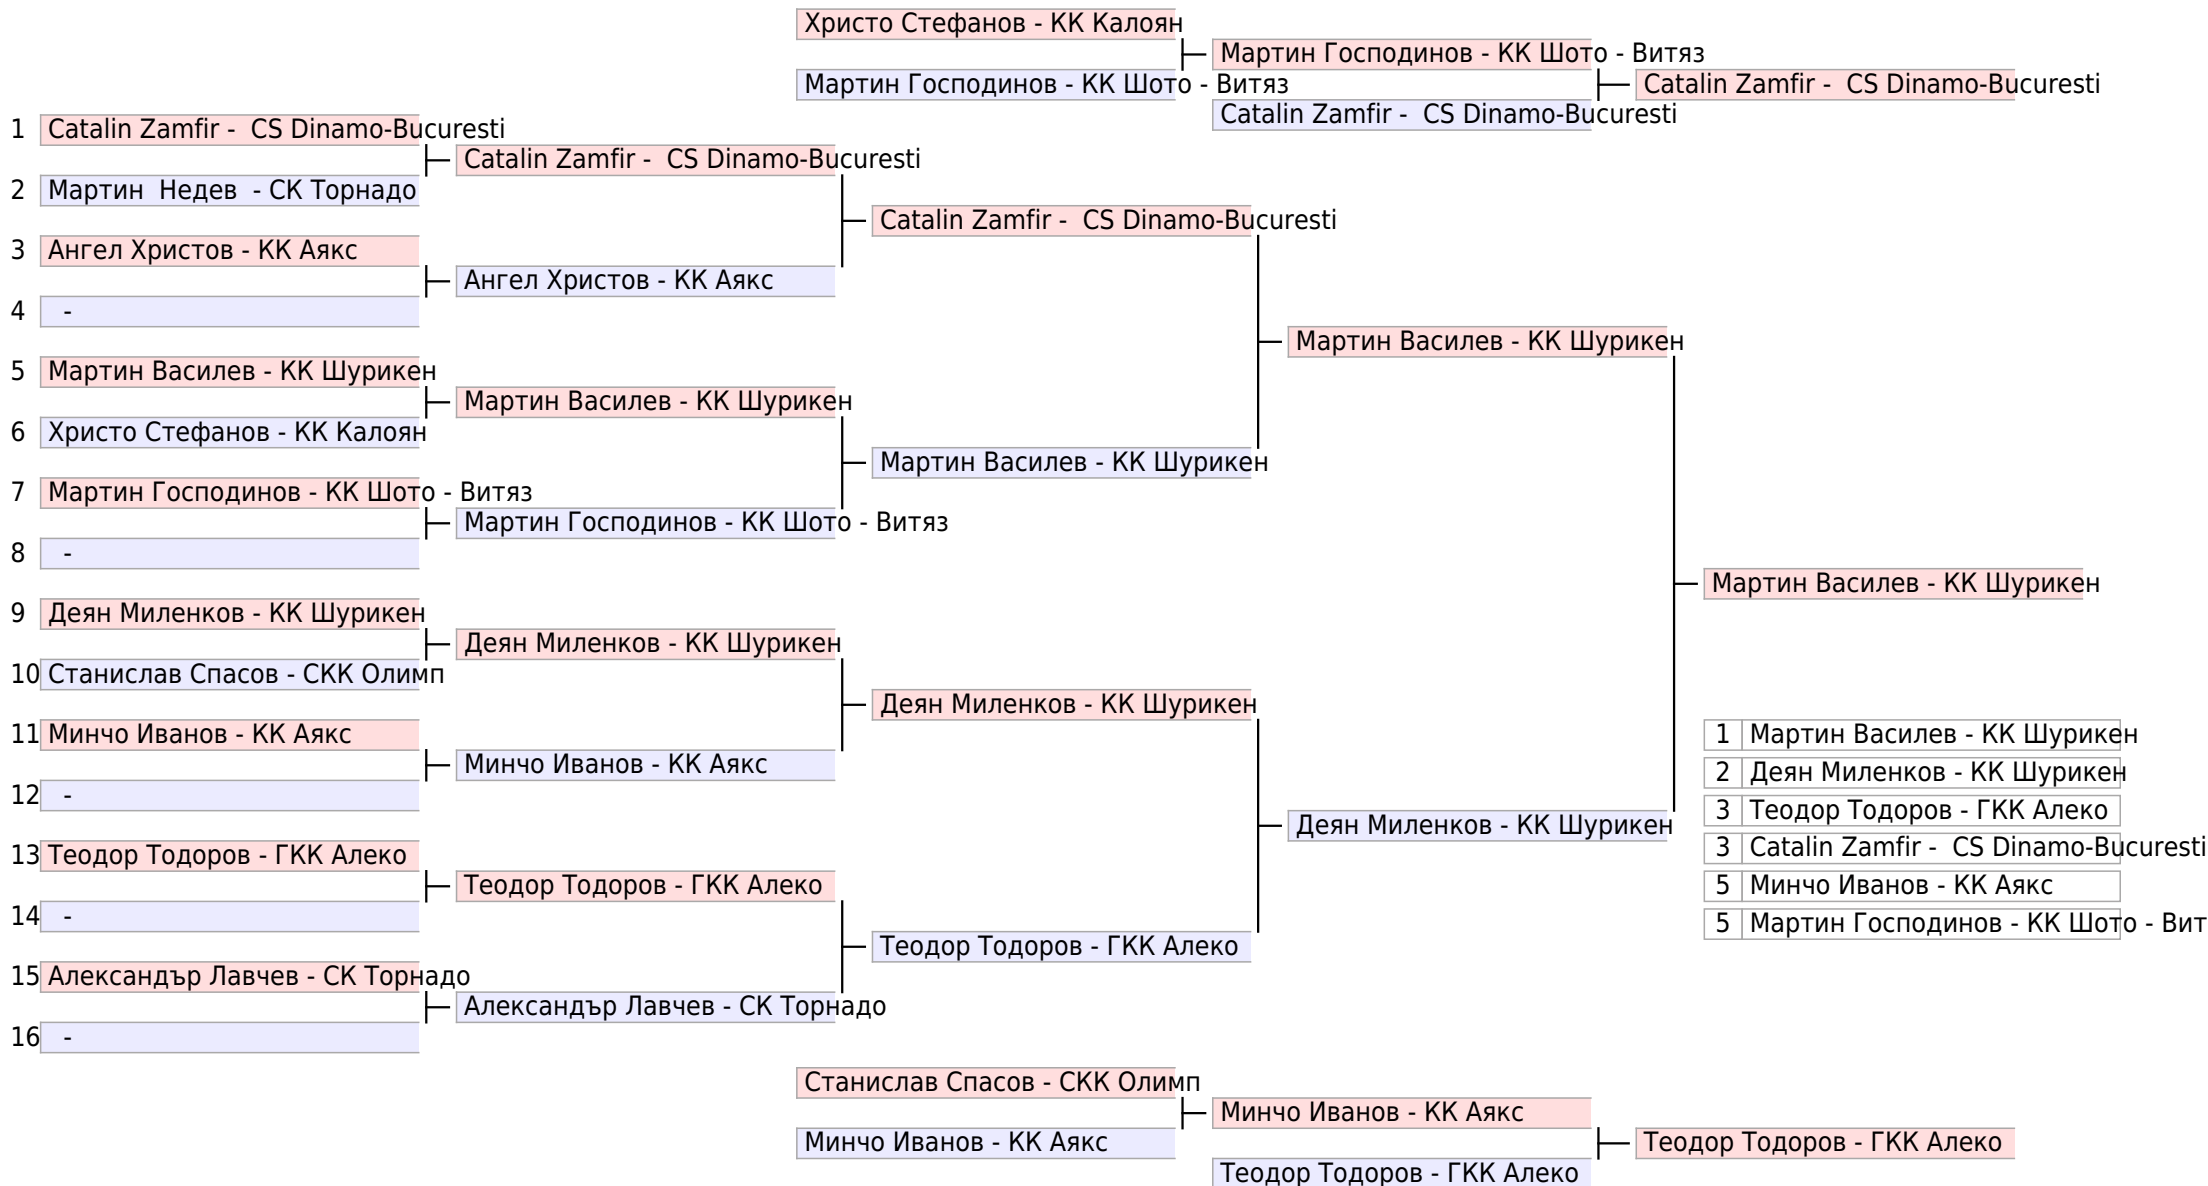 Христо Стефанов - КК Калоян
Мартин Господинов - КК Шото - Витяз
Мартин Господинов - КК Шото - Витяз
Catalin Zamfir -  CS Dinamo-Bucuresti
Catalin Zamfir -  CS Dinamo-Bucuresti
1 Catalin Zamfir -  CS Dinamo-Bucuresti
Catalin Zamfir -  CS Dinamo-Bucuresti
2 Мартин  Недев  - СК Торнадо
Catalin Zamfir -  CS Dinamo-Bucuresti
3 Ангел Христов - КК Аякс
Ангел Христов - КК Аякс
4 -
Мартин Василев - КК Шурикен
5 Мартин Василев - КК Шурикен
Мартин Василев - КК Шурикен
6 Христо Стефанов - КК Калоян
Мартин Василев - КК Шурикен
7 Мартин Господинов - КК Шото - Витяз
Мартин Господинов - КК Шото - Витяз
8 -
Мартин Василев - КК Шурикен
9 Деян Миленков - КК Шурикен
Деян Миленков - КК Шурикен
10 Станислав Спасов - СКК Олимп
Деян Миленков - КК Шурикен
11 Минчо Иванов - КК Аякс
Минчо Иванов - КК Аякс
12 -
Деян Миленков - КК Шурикен
13 Теодор Тодоров - ГКК Алеко
Теодор Тодоров - ГКК Алеко
14 -
Теодор Тодоров - ГКК Алеко
15 Александър Лавчев - СК Торнадо
Александър Лавчев - СК Торнадо
16 -
1 Мартин Василев - КК Шурикен
2 Деян Миленков - КК Шурикен
3 Теодор Тодоров - ГКК Алеко
3 Catalin Zamfir -  CS Dinamo-Bucuresti
5 Минчо Иванов - КК Аякс
5 Мартин Господинов - КК Шото - Вит
Станислав Спасов - СКК Олимп
Минчо Иванов - КК Аякс
Минчо Иванов - КК Аякс
Теодор Тодоров - ГКК Алеко
Теодор Тодоров - ГКК Алеко